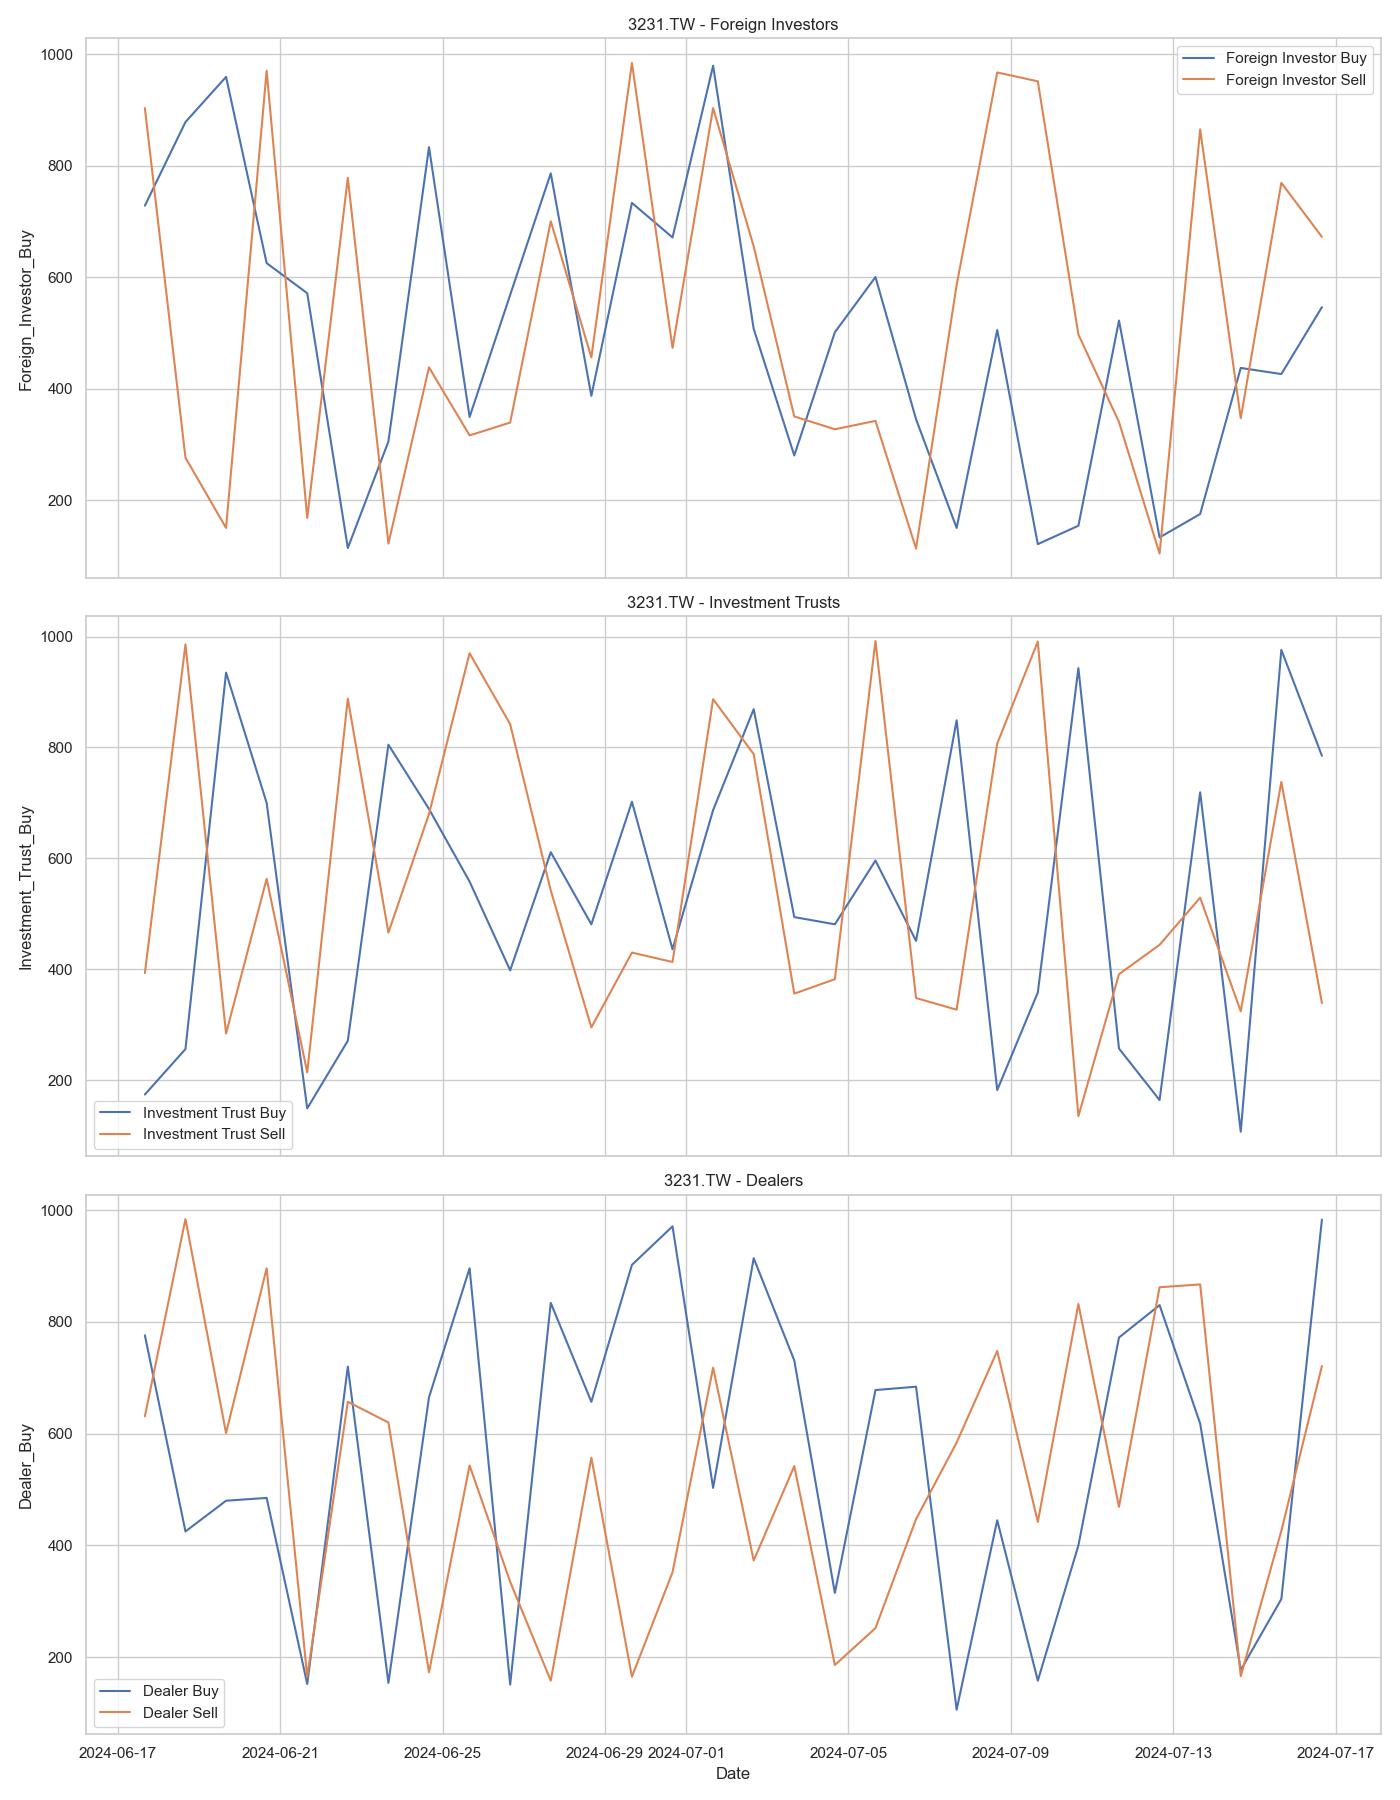 3231.TW - Foreign Investors
Foreign_Investor_Buy
1000
800
600
400
200
Foreign Investor Buy
Foreign Investor Sell
3231.TW - Investment Trusts
Investment_Trust_Buy
1000
800
600
400
200
Investment Trust Buy
Investment Trust Sell
3231.TW - Dealers
Dealer_Buy
1000
800
600
400
200
Dealer Buy
Dealer Sell
2024-06-17 2024-06-21 2024-06-25 2024-06-29 2024-07-01 2024-07-05 2024-07-09 2024-07-13 2024-07-17
Date